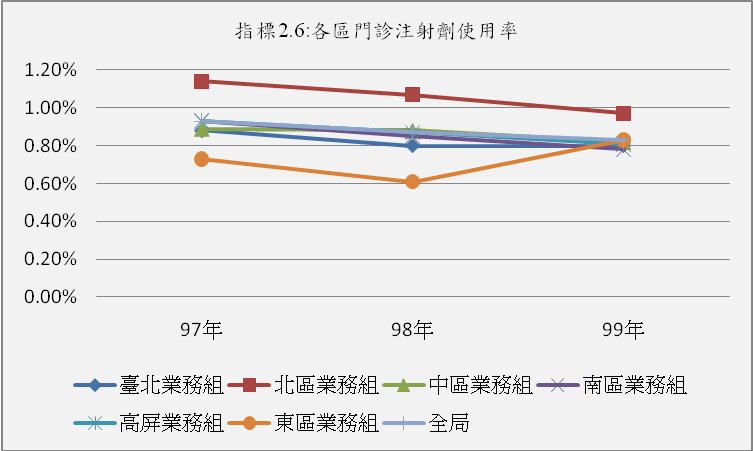 指標2.6:各區門診注射劑使用率
1.20%
1.00%
0.80%
0.60%
0.40%
0.20%
0.00%
97年 98年 99年
臺北業務組 北區業務組 中區業務組 南區業務組
高屏業務組 東區業務組 全局